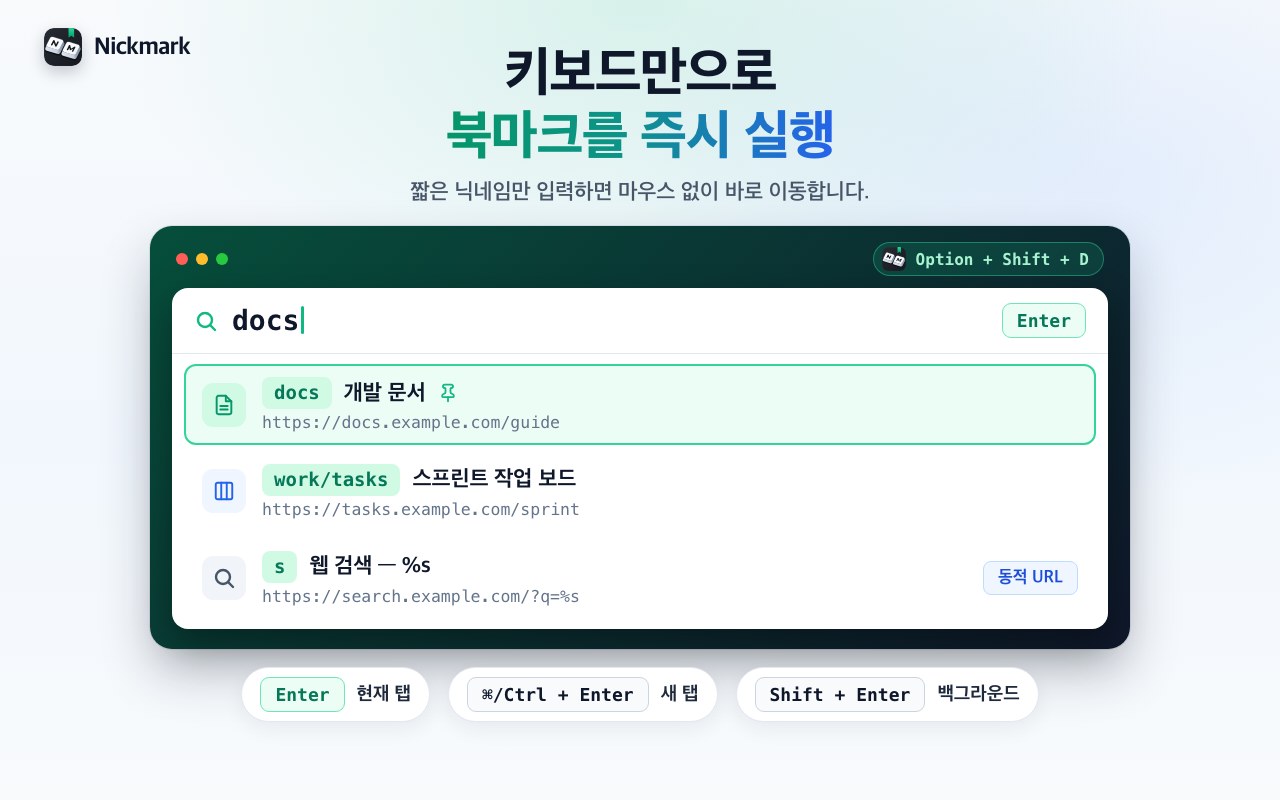 Nickmark
키보드만으로
북마크를 즉시 실행
짧은 닉네임만 입력하면 마우스 없이 바로 이동합니다.
N M Option + Shift + D
docs Enter
docs 개발 문서
https://docs.example.com/guide
work/tasks 스프린트 작업 보드
https://tasks.example.com/sprint
s 웹 검색 — %s
https://search.example.com/?q=%s
동적 URL
Enter 현재 탭 ⌘/Ctrl + Enter 새 탭 Shift + Enter 백그라운드